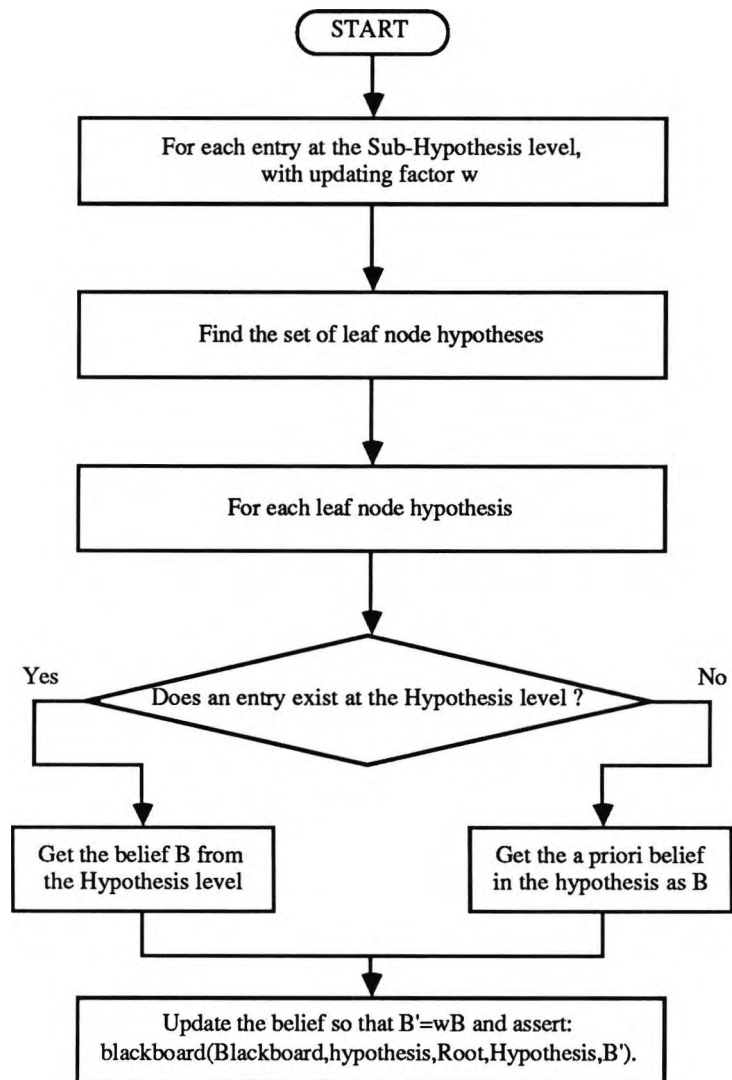 START
For each entry at the Sub-Hypothesis level,
with updating factor w
Find the set of leaf node hypotheses
For each leaf node hypothesis
Yes
No
Does an entry exist at the Hypothesis level ?
Get the belief B from
the Hypothesis level
Get the a priori belief
in the hypothesis as B
Update the belief so that B'=wB and assert:
blackboard(Blackboard,hypothesis,Root,Hypothesis,B').